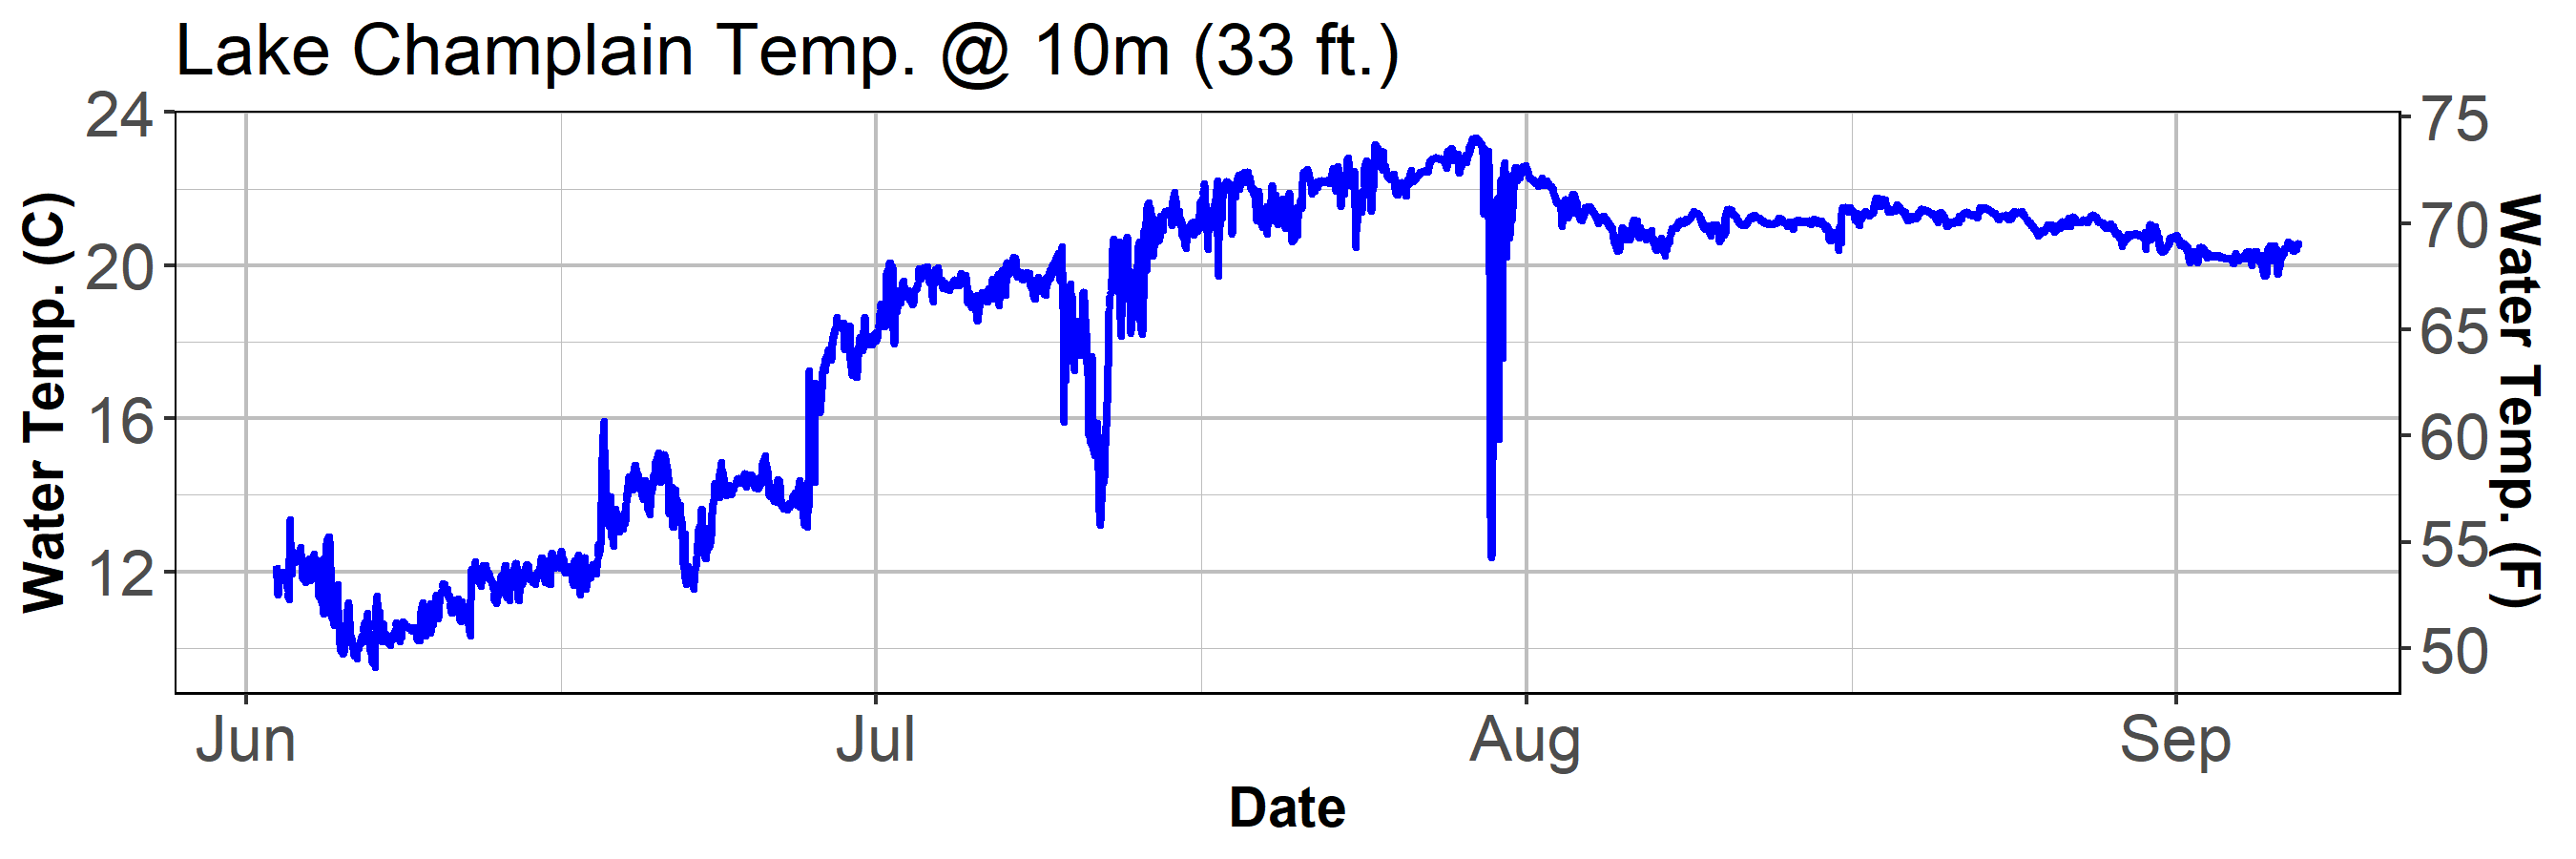 Lake Champlain Temp. @ 10m (33 ft.)
24
20
16
12
Water Temp. (C)
75
70
65
60
55
50
Water Temp. (F)
Jun Jul Aug Sep
Date